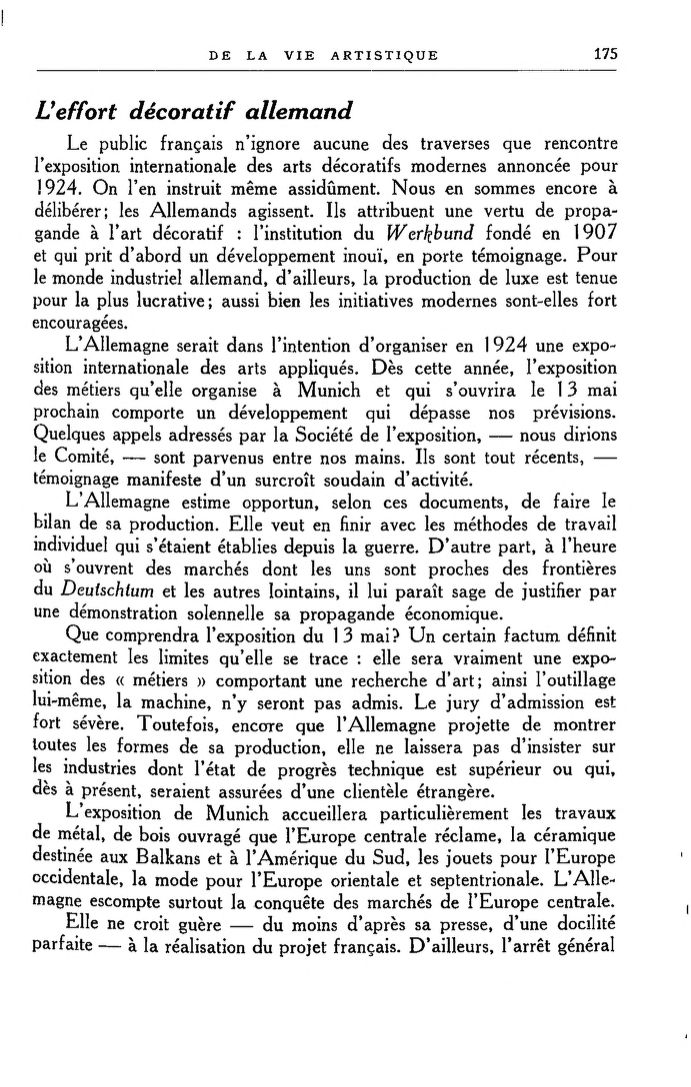 DE LA VIE ARTISTIQUE 175
L'effort décoratif allemand
Le public français n'ignore aucune des traverses que rencontre
l'exposition internationale des arts décoratifs modernes annoncée pour
1924. On l'en instruit même assidûment. Nous en sommes encore à
délibérer; les Allemands agissent. Ils attribuent une vertu de propa-
gande à l'art décoratif : l'institution du Werkbund fondé en 1907
et qui prit d'abord un développement inouï, en porte témoignage. Pour
le monde industriel allemand, d'ailleurs, la production de luxe est tenue
pour la plus lucrative; aussi bien les initiatives modernes sont-elles fort
encouragées.
L'Allemagne serait dans l'intention d'organiser en 1924 une expo-
sition internationale des arts appliqués. Dès cette année, l'exposition
des métiers qu'elle organise à Munich et qui s'ouvrira le 13 mai
prochain comporte un développement qui dépasse nos prévisions.
Quelques appels adressés par la Société de l'exposition, — nous dirions
le Comité, — sont parvenus entre nos mains. Ils sont tout récents, —
témoignage manifeste d'un surcroît soudain d'activité.
L'Allemagne estime opportun, selon ces documents, de faire le
bilan de sa production. Elle veut en finir avec les méthodes de travail
individuel qui s'étaient établies depuis la guerre. D'autre part, à l'heure
où s'ouvrent des marchés dont les uns sont proches des frontières
du Deutschtum et les autres lointains, il lui paraît sage de justifier par
une démonstration solennelle sa propagande économique.
Que comprendra l'exposition du 13 mai? Un certain factum définit
exactement les limites qu'elle se trace : elle sera vraiment une expo-
sition des « métiers » comportant une recherche d'art; ainsi l'outillage
lui-même, la machine, n'y seront pas admis. Le jury d'admission est
fort sévère. Toutefois, encore que l'Allemagne projette de montrer
toutes les formes de sa production, elle ne laissera pas d'insister sur
les industries dont l'état de progrès technique est supérieur ou qui,
dès à présent, seraient assurées d'une clientèle étrangère.
L'exposition de Munich accueillera particulièrement les travaux
de métal, de bois ouvragé que l'Europe centrale réclame, la céramique
destinée aux Balkans et à l'Amérique du Sud, les jouets pour l'Europe
occidentale, la mode pour l'Europe orientale et septentrionale. L'Alle-
magne escompte surtout la conquête des marchés de l'Europe centrale.
Elle ne croit guère — du moins d'après sa presse, d'une docilité
parfaite — à la réalisation du projet français. D'ailleurs, l'arrêt général